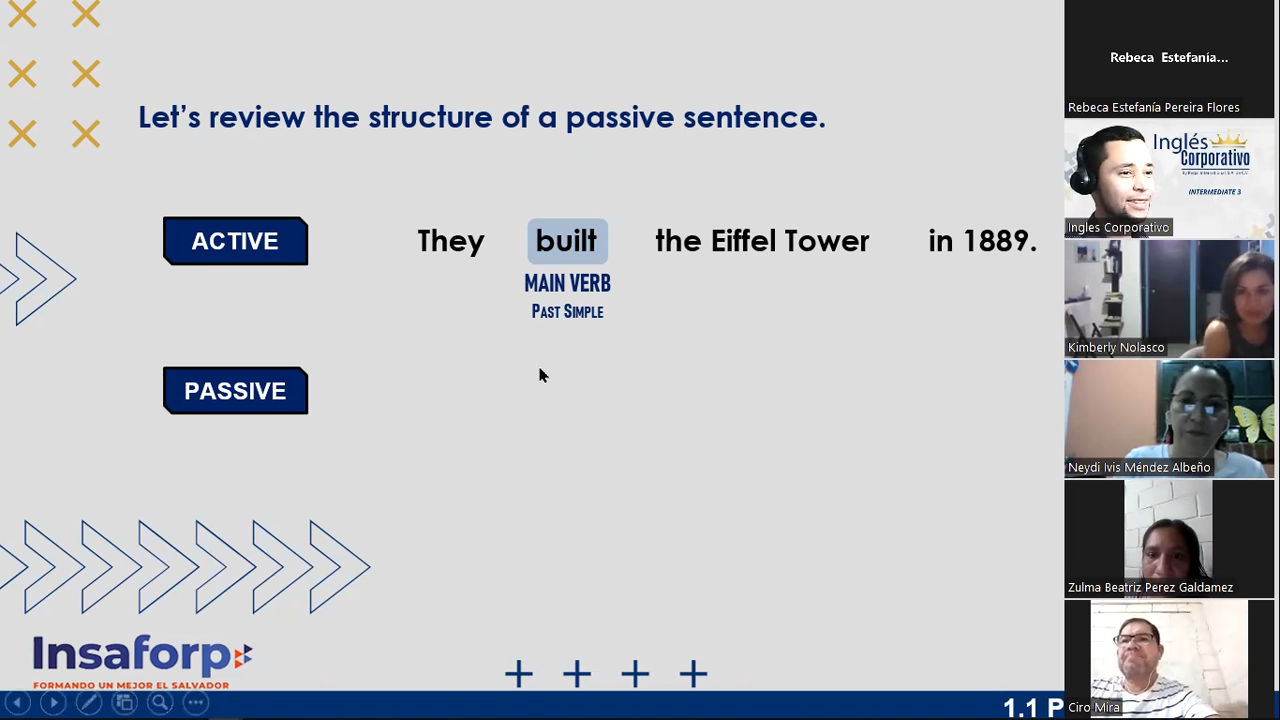 Let's review the structure of a passive sentence.
ACTIVE
They built the Eiffel Tower in 1889.
MAIN VERB
PAST SIMPLE
PASSIVE
Insaforp
FORMANDO UN MEJOR EL SALVADOR
1.1 P
Rebeca Estefanía...
Rebeca Estefanía Pereira Flores
Inglés
Corporativo
INTERMEDIATE 3
Ingles Corporativo
Kimberly Nolasco
Neydi Ivis Méndez Albeño
Zulma Beatriz Perez Galdamez
Ciro Mira